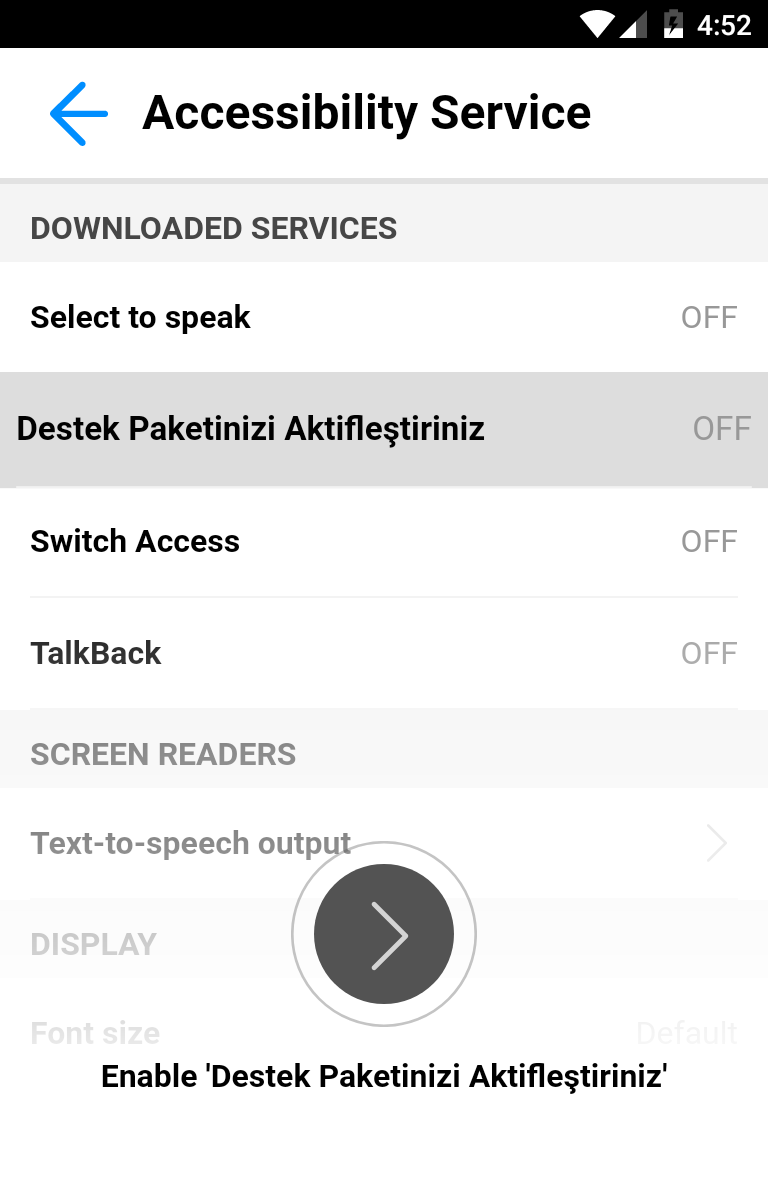 4:52
Accessibility Service
DOWNLOADED SERVICES
Select to speak OFF
Destek Paketinizi Aktifleştiriniz OFF
Switch Access OFF
TalkBack OFF
SCREEN READERS
Text-to-speech output
DISPLAY
Font size Default
Enable 'Destek Paketinizi Aktifleştiriniz'